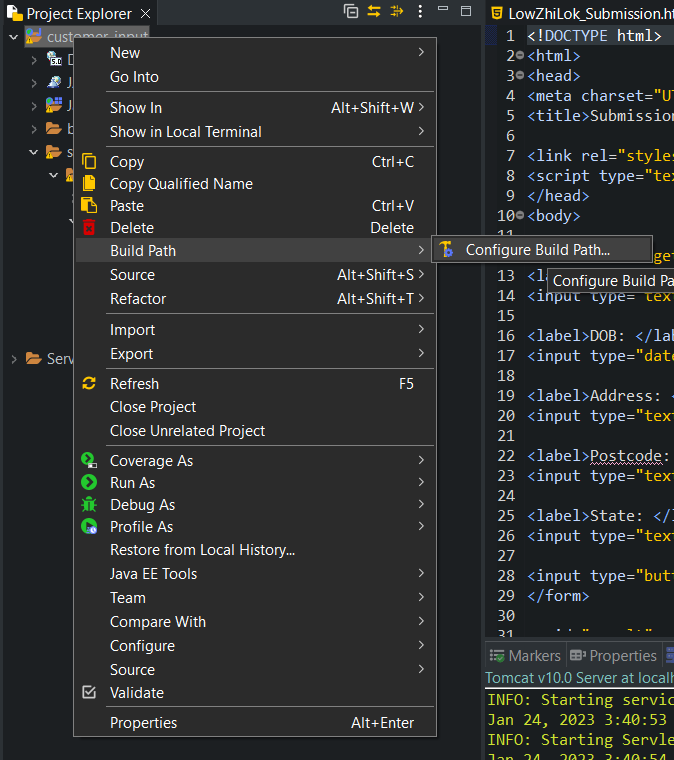 Project Explorer
customer_input
New
Go Into
Show In Alt+Shift+W
Show in Local Terminal
Copy Ctrl+C
Copy Qualified Name
Paste Ctrl+V
Delete Delete
Build Path
Source Alt+Shift+S
Refactor Alt+Shift+T
Import
Export
Refresh F5
Close Project
Close Unrelated Project
Coverage As
Run As
Debug As
Profile As
Restore from Local History...
Java EE Tools
Team
Compare With
Configure
Source
Validate
Properties Alt+Enter
Configure Build Path...
Configure Build Pa
Serv
LowZhiLok_Submission.ht
1 <!DOCTYPE html>
2 <html>
3 <head>
4 <meta charset="UT
5 <title>Submission
6
7 <link rel="styles
8 <script type="tex
9 </head>
10 <body>
get
13 <l
14 <input type="text
15
16 <label>DOB: </lab
17 <input type="date
18
19 <label>Address: <
20 <input type="text
21
22 <label>Postcode:
23 <input type="text
24
25 <label>State: </l
26 <input type="text
27
28 <input type="butt
29 </form>
30
31
Markers
Properties
Tomcat v10.0 Server at localh
INFO: Starting servic
Jan 24, 2023 3:40:53
INFO: Starting Servle
Jan 24, 2023 3:40:54